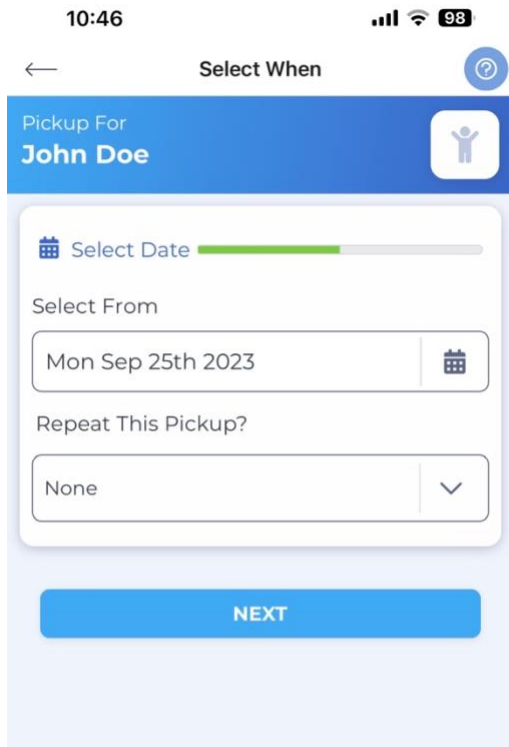 10:46
98
Select When
?
Pickup For
John Doe
Select Date
Select From
Mon Sep 25th 2023
Repeat This Pickup?
None
NEXT